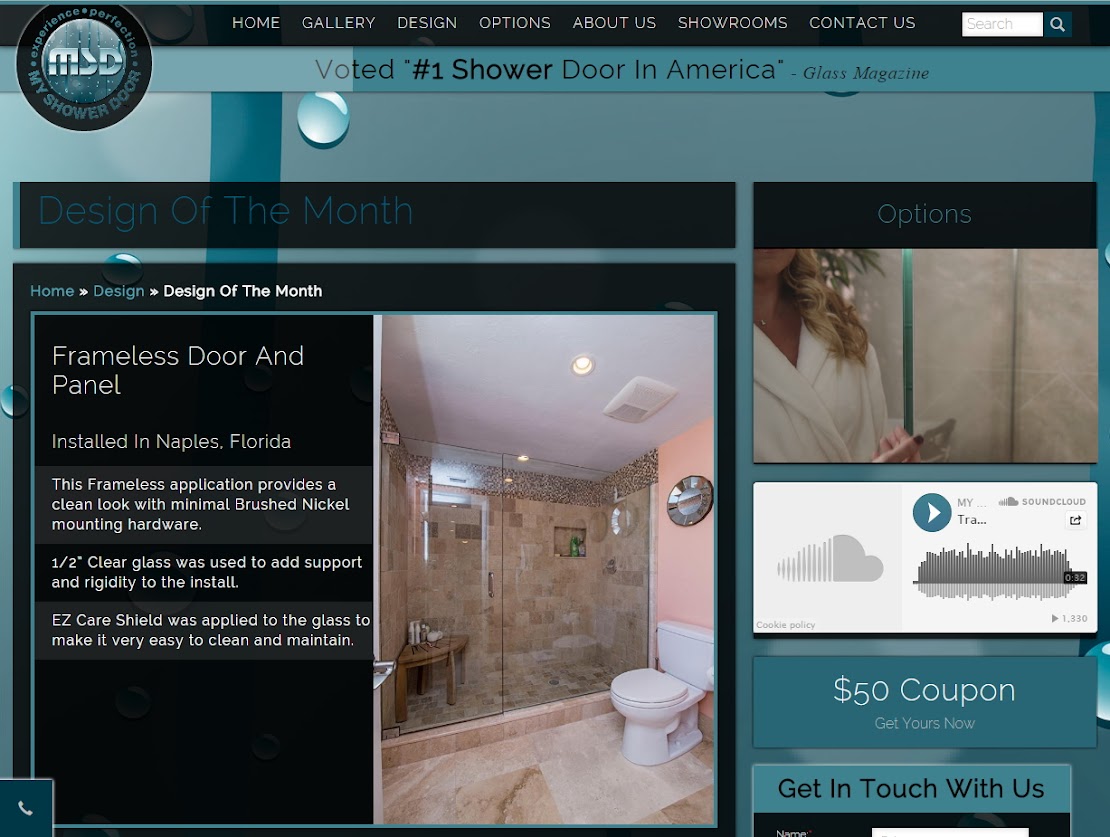 HOME GALLERY DESIGN OPTIONS ABOUT US SHOWROOMS CONTACT US Search
experience • perfection
MSD
MY SHOWER DOOR
Voted "#1 Shower Door In America" - Glass Magazine
Design Of The Month
Home » Design » Design Of The Month
Frameless Door And
Panel
Installed In Naples, Florida
This Frameless application provides a
clean look with minimal Brushed Nickel
mounting hardware.
1/2" Clear glass was used to add support
and rigidity to the install.
EZ Care Shield was applied to the glass to
make it very easy to clean and maintain.
Options
MY ...
SOUNDCLOUD
Tra...
0:32
Cookie policy
1,330
$50 Coupon
Get Yours Now
Get In Touch With Us
Name:*